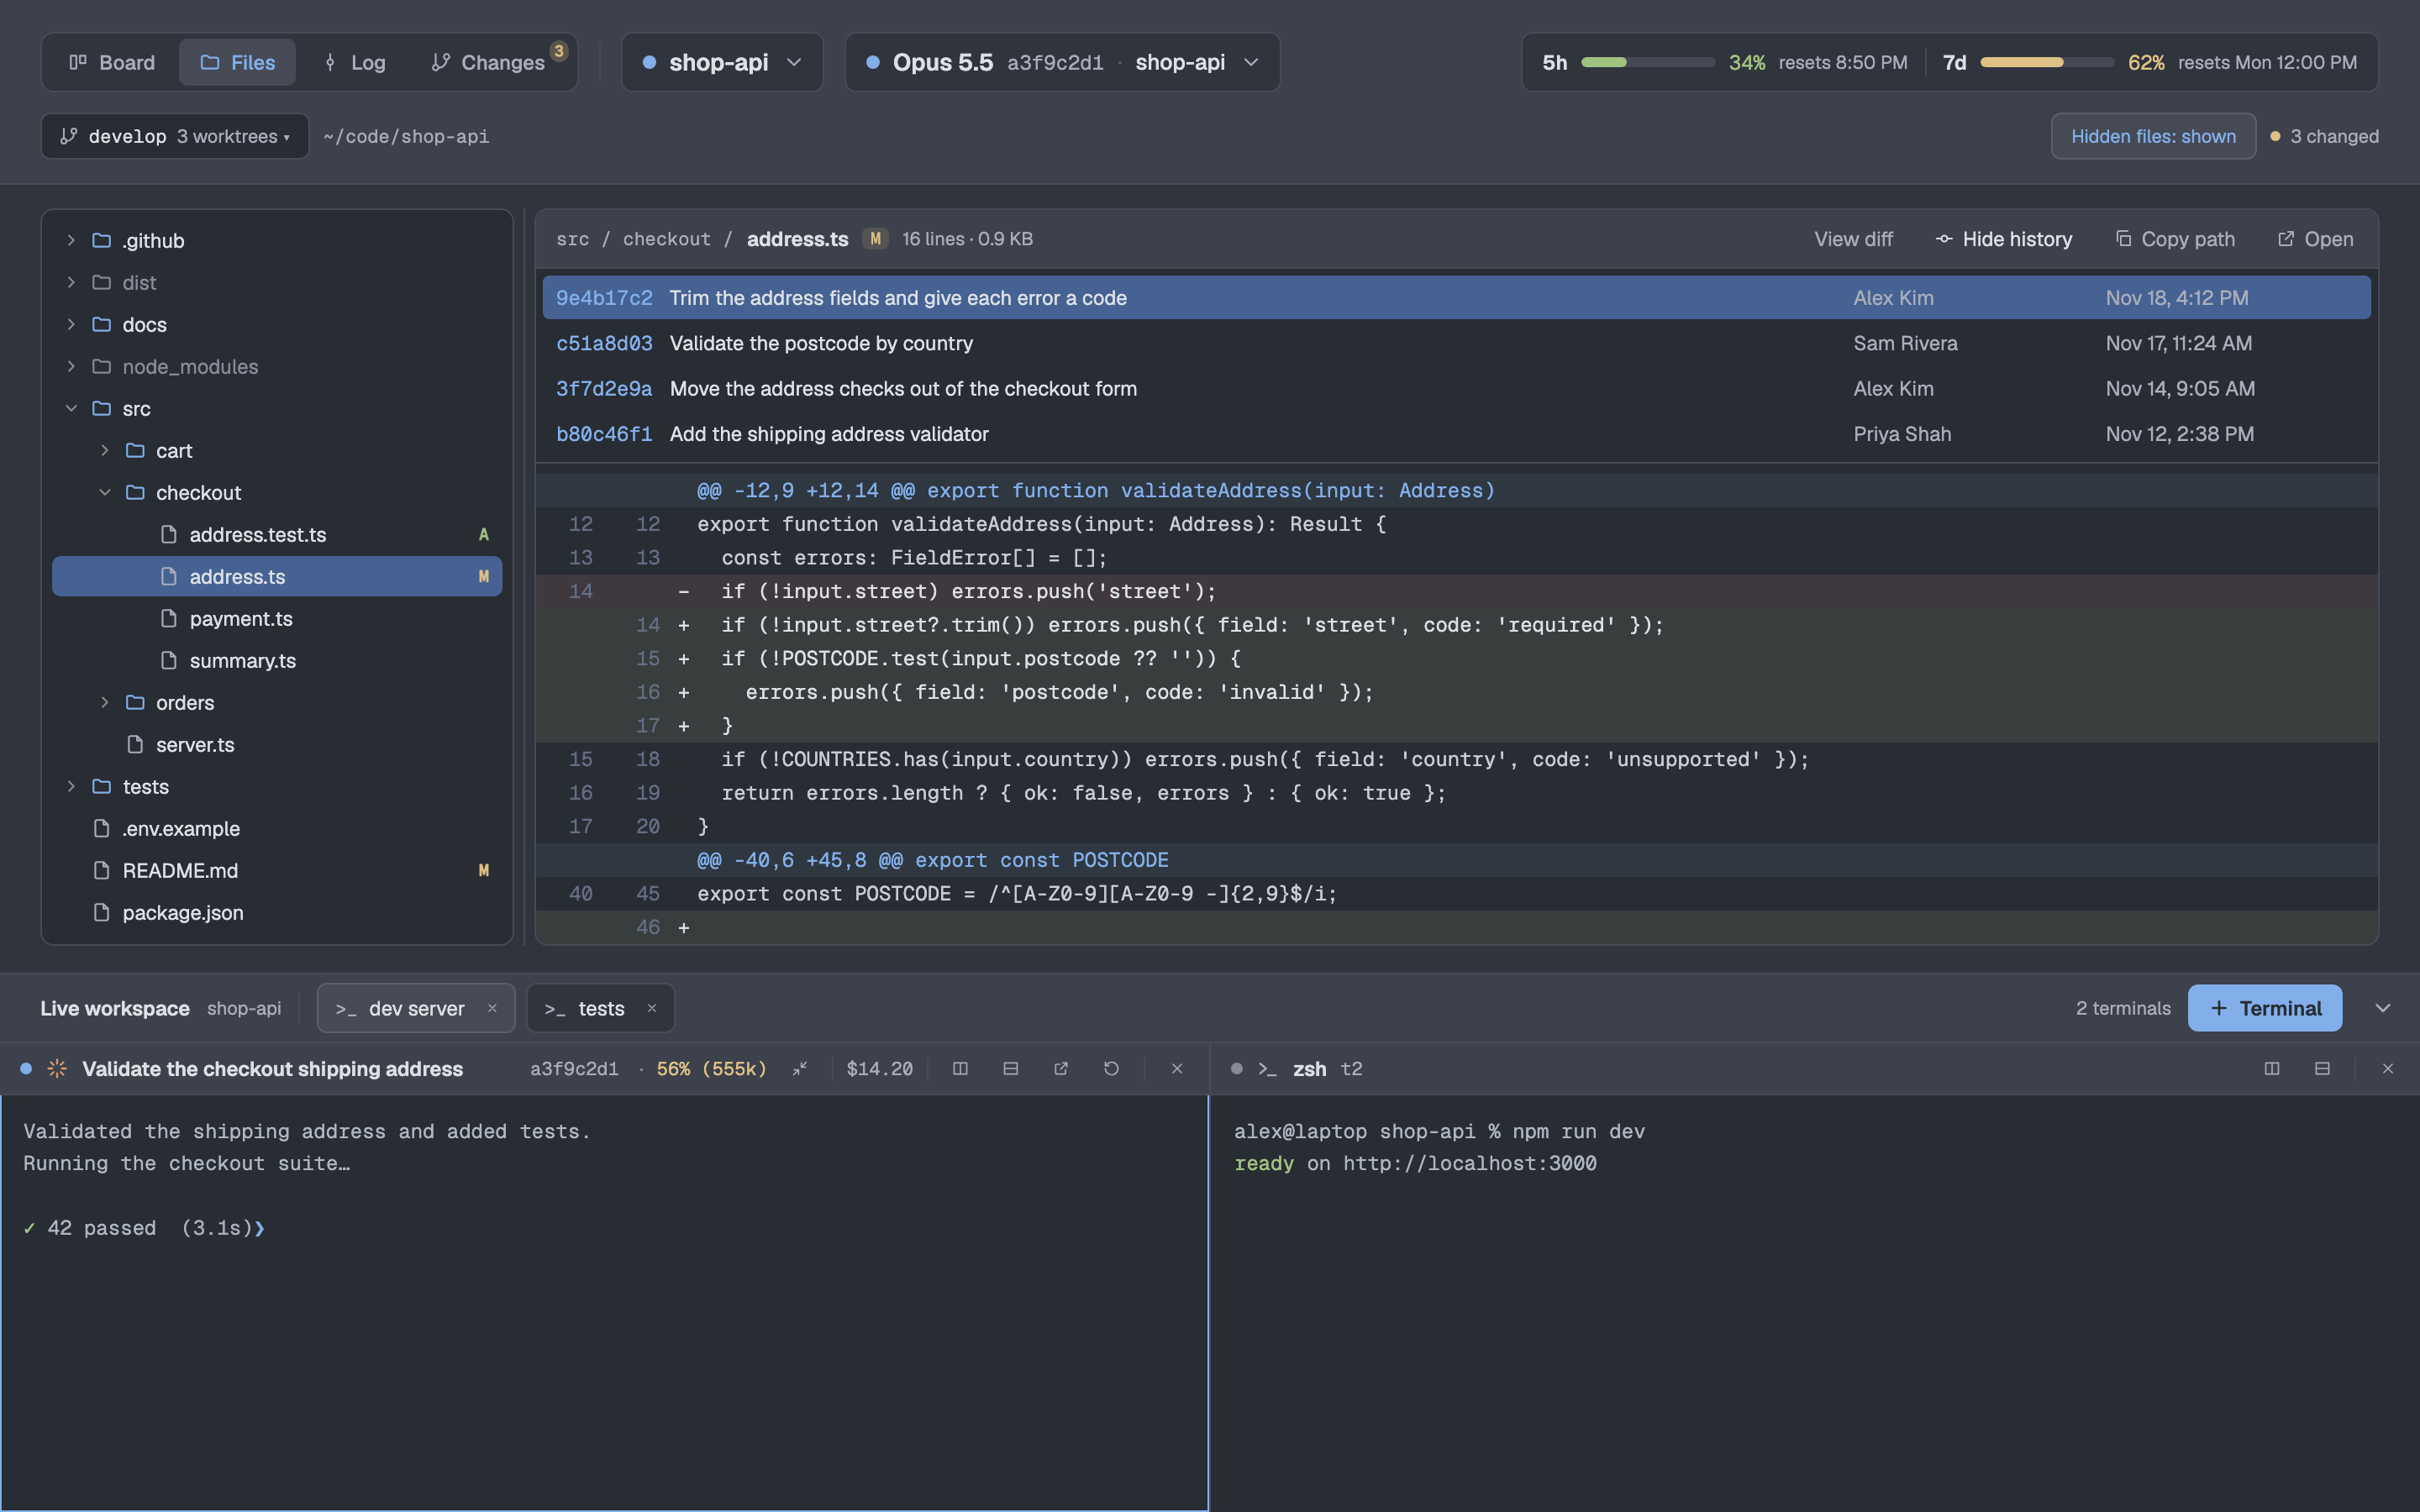 Board Files Log Changes 3 shop-api Opus 5.5 a3f9c2d1 · shop-api 5h 34% resets 8:50 PM 7d 62% resets Mon 12:00 PM
develop 3 worktrees ▾ ~/code/shop-api Hidden files: shown 3 changed
.github
dist
docs
node_modules
src
cart
checkout
address.test.ts A
address.ts M
payment.ts
summary.ts
orders
server.ts
tests
.env.example
README.md M
package.json
src / checkout / address.ts M 16 lines · 0.9 KB View diff Hide history Copy path Open
9e4b17c2 Trim the address fields and give each error a code Alex Kim Nov 18, 4:12 PM
c51a8d03 Validate the postcode by country Sam Rivera Nov 17, 11:24 AM
3f7d2e9a Move the address checks out of the checkout form Alex Kim Nov 14, 9:05 AM
b80c46f1 Add the shipping address validator Priya Shah Nov 12, 2:38 PM
@@ -12,9 +12,14 @@ export function validateAddress(input: Address)
12 12 export function validateAddress(input: Address): Result {
13 13 const errors: FieldError[] = [];
14 - if (!input.street) errors.push('street');
14 + if (!input.street?.trim()) errors.push({ field: 'street', code: 'required' });
15 + if (!POSTCODE.test(input.postcode ?? '')) {
16 + errors.push({ field: 'postcode', code: 'invalid' });
17 + }
15 18 if (!COUNTRIES.has(input.country)) errors.push({ field: 'country', code: 'unsupported' });
16 19 return errors.length ? { ok: false, errors } : { ok: true };
17 20 }
@@ -40,6 +45,8 @@ export const POSTCODE
40 45 export const POSTCODE = /^[A-Z0-9][A-Z0-9 -]{2,9}$/i;
46 +
Live workspace shop-api >_ dev server × >_ tests × 2 terminals + Terminal
Validate the checkout shipping address a3f9c2d1 · 56% (555k) $14.20 ×
Validated the shipping address and added tests.
Running the checkout suite…
✓ 42 passed (3.1s)❯
>_ zsh t2 ×
alex@laptop shop-api % npm run dev
ready on http://localhost:3000